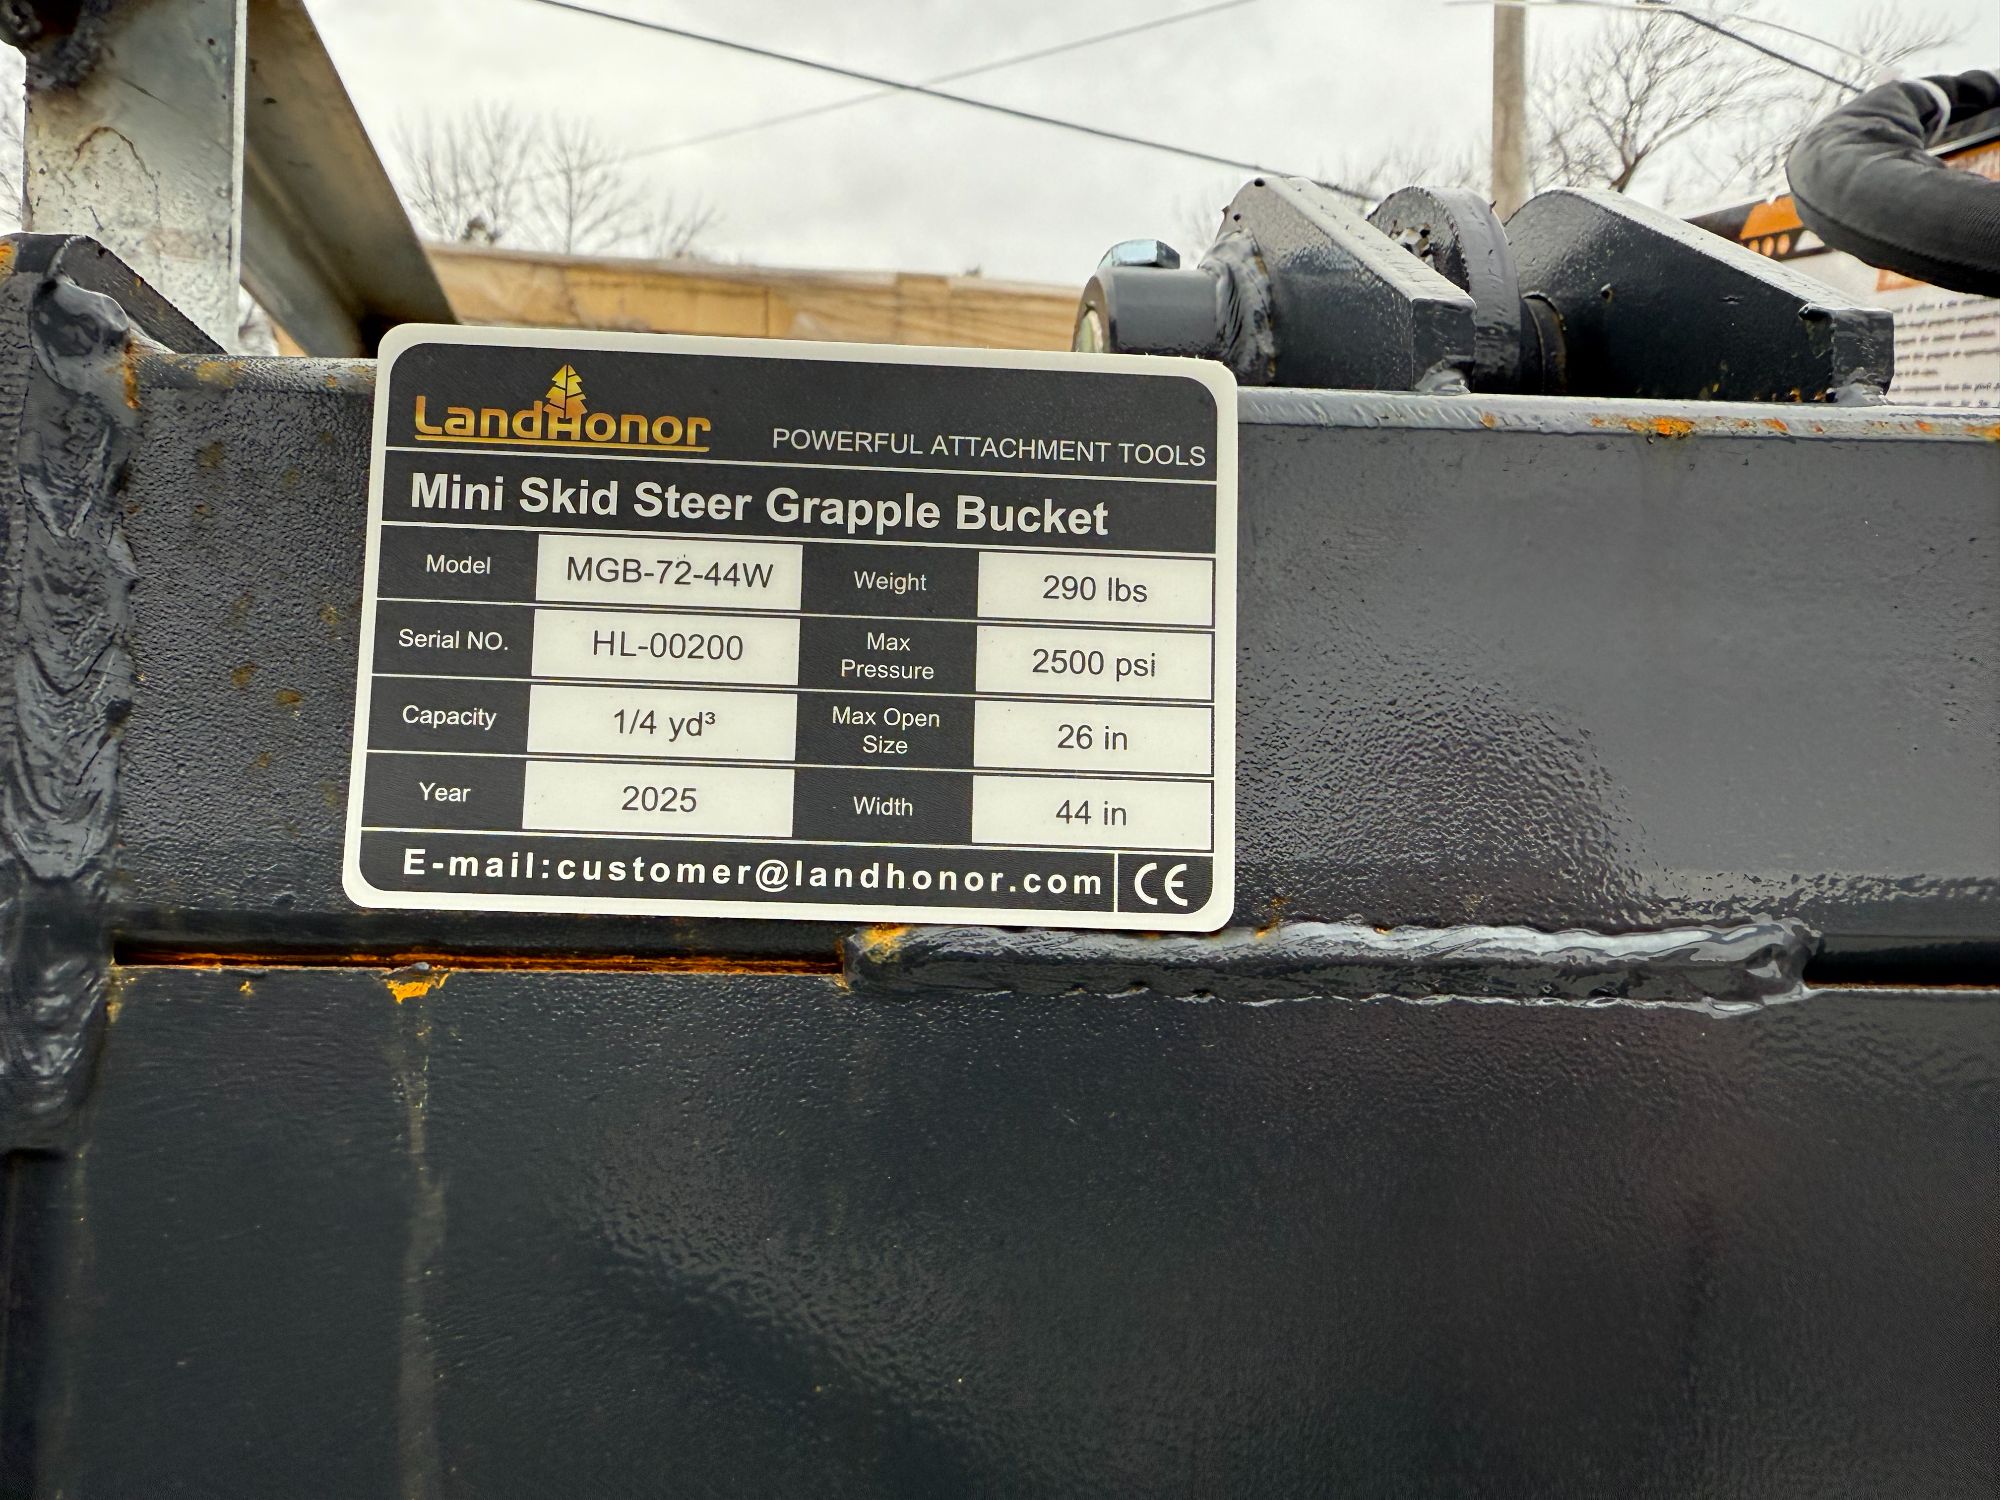 LandHonor
POWERFUL ATTACHMENT TOOLS
Mini Skid Steer Grapple Bucket
Model MGB-72-44W Weight 290 lbs
Serial NO. HL-00200 Max Pressure 2500 psi
Capacity 1/4 yd³ Max Open Size 26 in
Year 2025 Width 44 in
E-mail:customer@landhonor.com CE